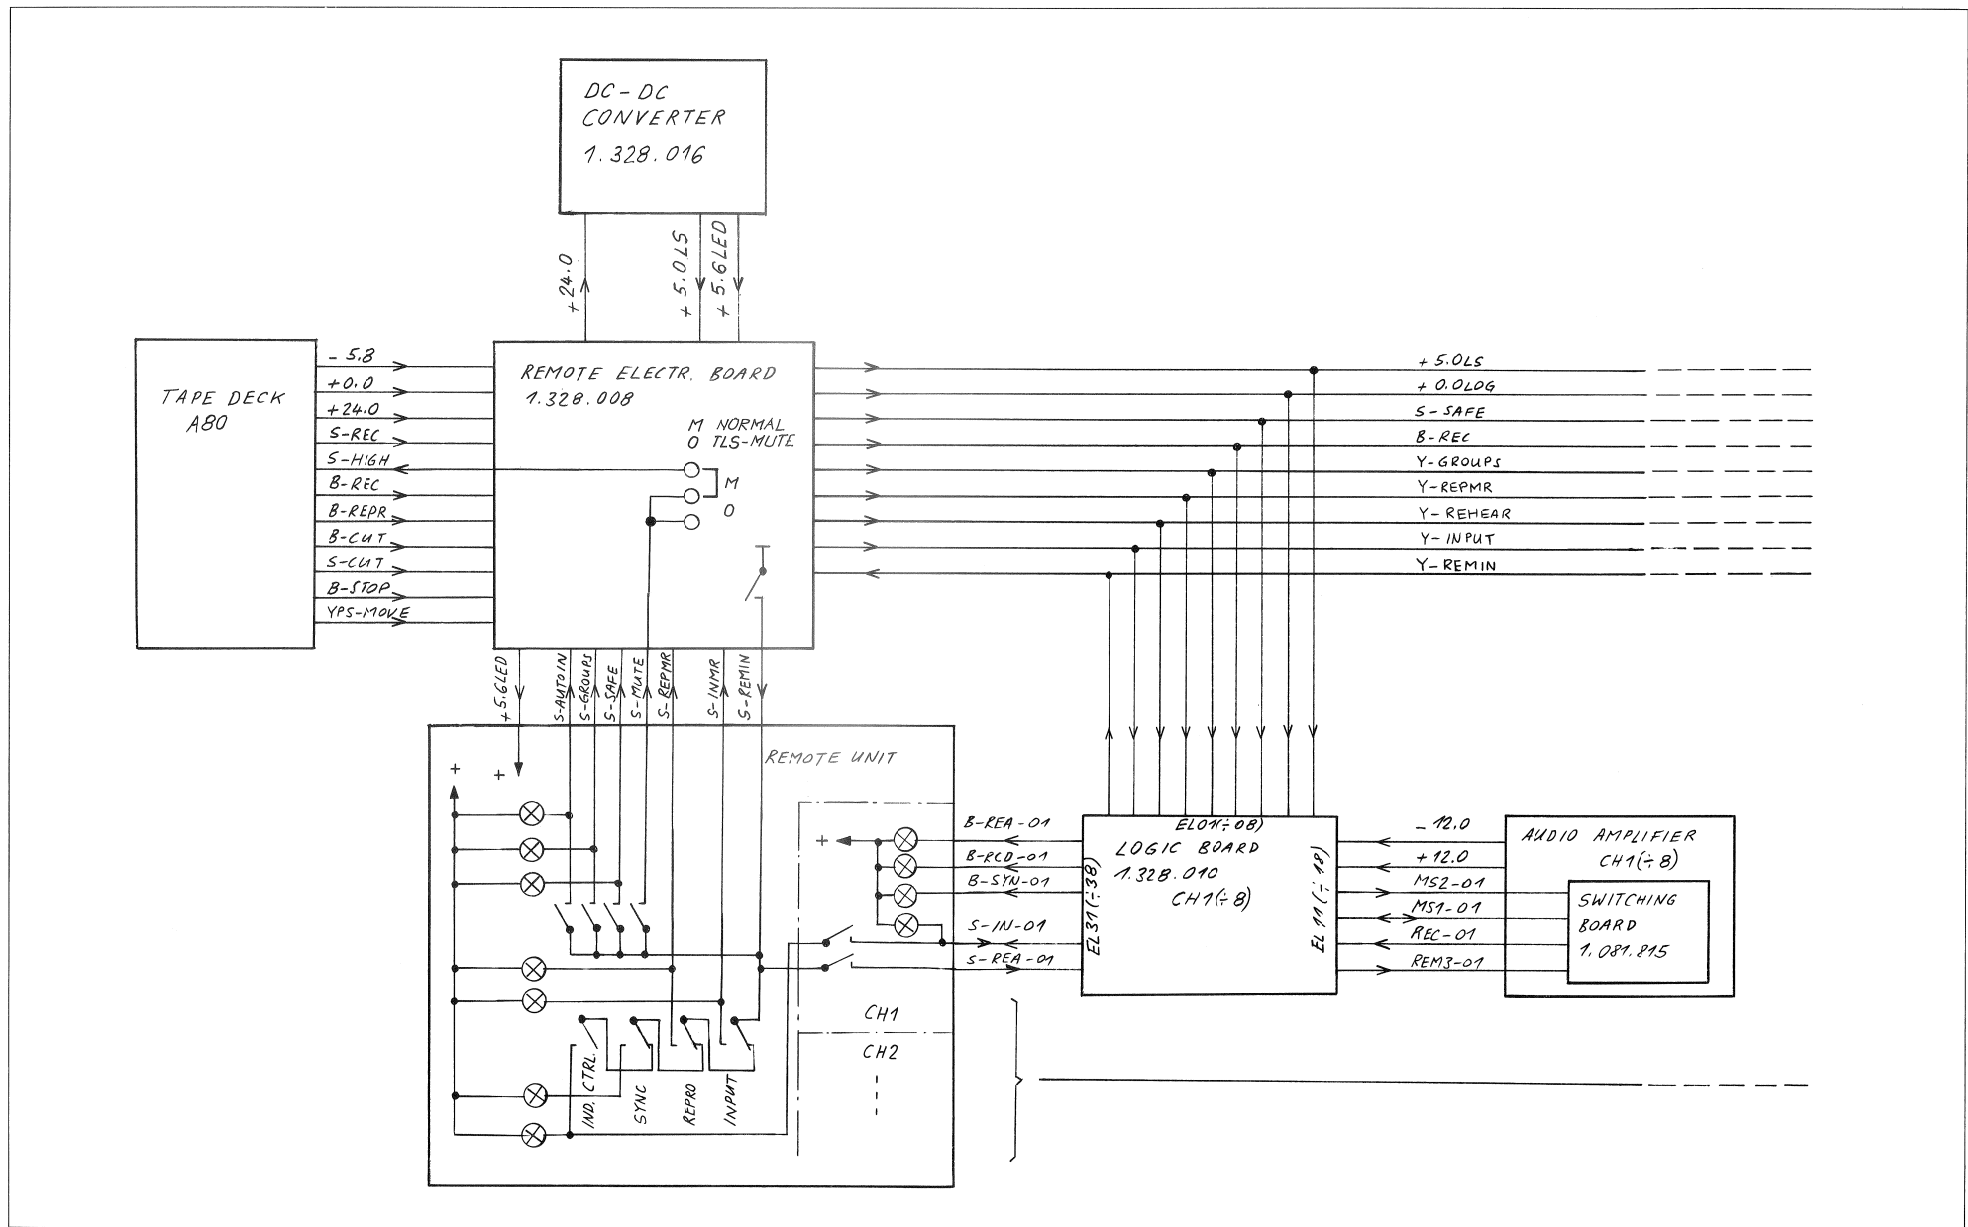 DC-DC
CONVERTER
1.328.016
+24.0
+5.0LS
+5.6LED
TAPE DECK
A80
- 5.8
+0.0
+24.0
S-REC
S-HIGH
B-REC
B-REPR
B-CUT
S-CUT
B-STOP
YPS-MOVE
REMOTE ELECTR. BOARD
1.328.008
M NORMAL
O TLS-MUTE
M
O
+5.0LS
+0.0LOG
S-SAFE
B-REC
Y-GROUPS
Y-REPMR
Y-REHEAR
Y-INPUT
Y-REMIN
+5.6LED
S-AUTOIN
S-GROUPS
S-SAFE
S-MUTE
S-REPMR
S-INMR
S-REMIN
REMOTE UNIT
+
+
+
IND. CTRL.
SYNC
REPRO
INPUT
CH1
CH2
B-REA-01
B-RCD-01
B-SYN-01
S-IN-01
S-REA-01
EL01(÷08)
LOGIC BOARD
1.328.010
CH1(÷8)
EL31(÷38)
EL11(÷18)
-12.0
+12.0
MS2-01
MS1-01
REC-01
REM3-01
AUDIO AMPLIFIER
CH1(÷8)
SWITCHING
BOARD
1.081.815